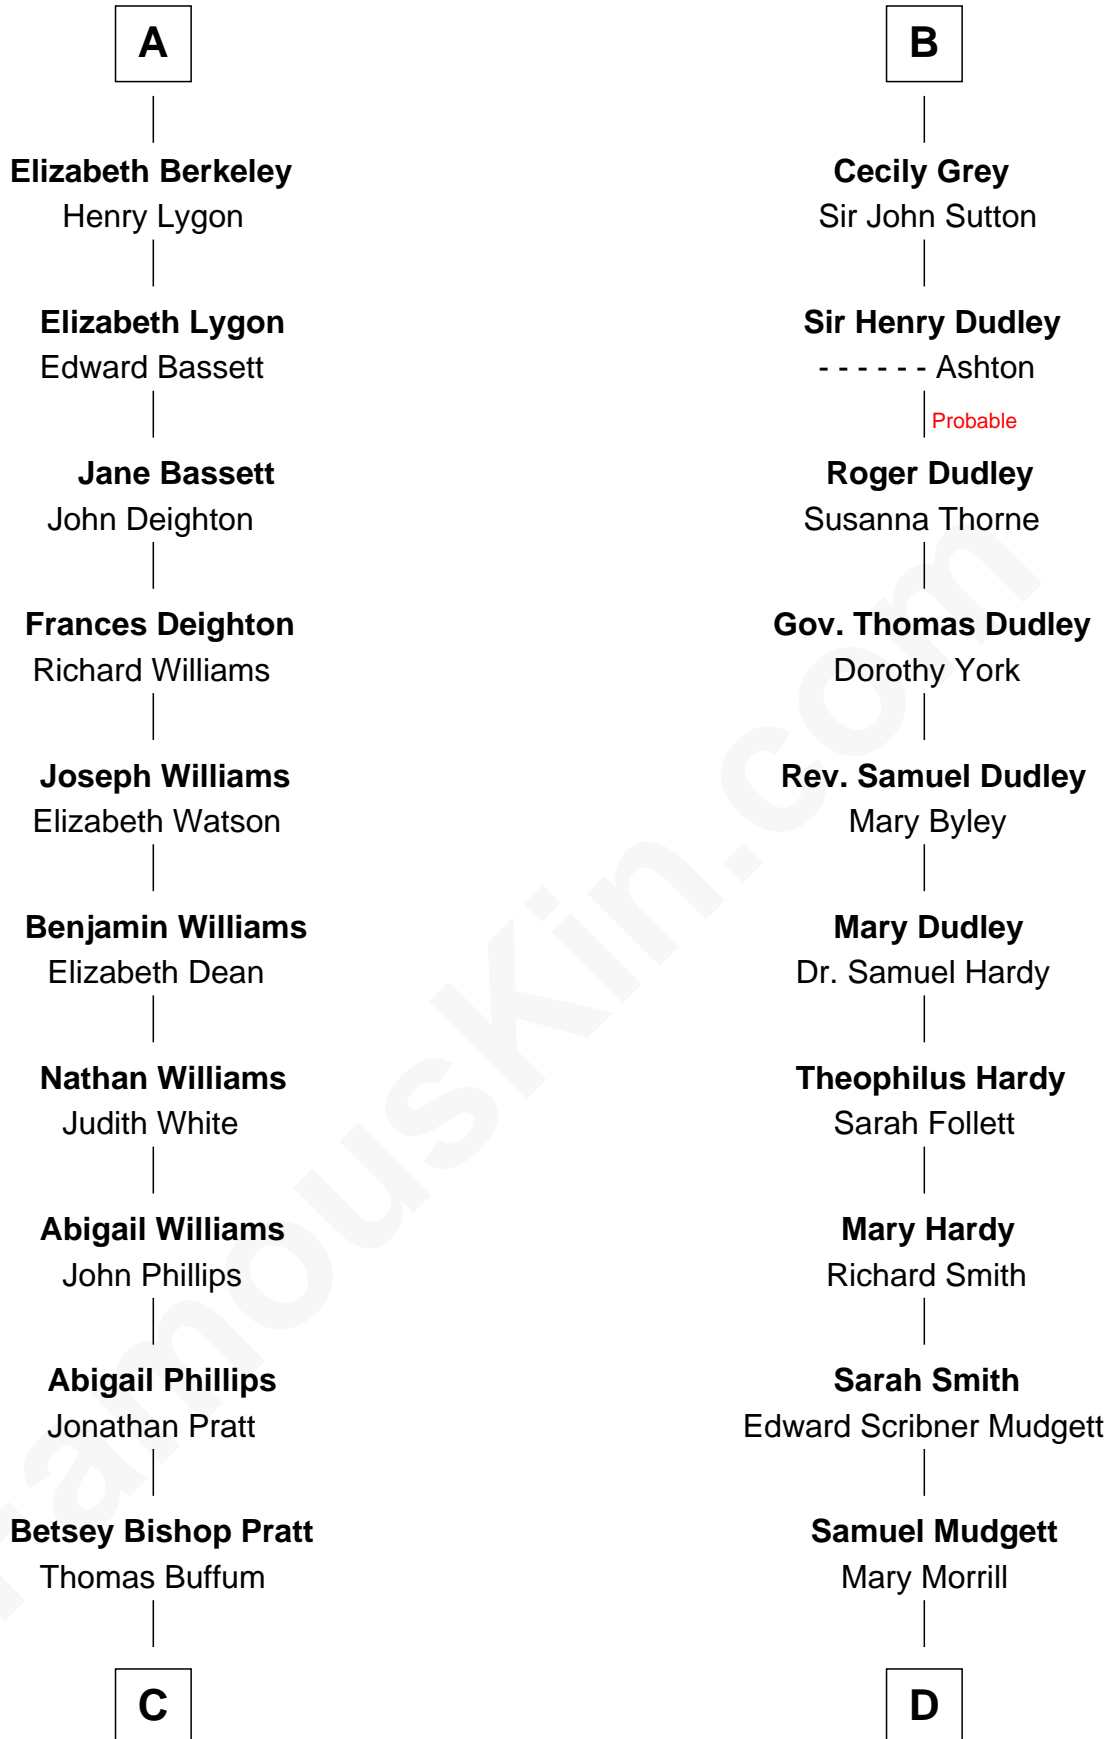 A
Elizabeth Berkeley
Henry Lygon
Elizabeth Lygon
Edward Bassett
Jane Bassett
John Deighton
Frances Deighton
Richard Williams
Joseph Williams
Elizabeth Watson
Benjamin Williams
Elizabeth Dean
Nathan Williams
Judith White
Abigail Williams
John Phillips
Abigail Phillips
Jonathan Pratt
Betsey Bishop Pratt
Thomas Buffum
C
B
Cecily Grey
Sir John Sutton
Sir Henry Dudley
- - - - - - Ashton
Probable
Roger Dudley
Susanna Thorne
Gov. Thomas Dudley
Dorothy York
Rev. Samuel Dudley
Mary Byley
Mary Dudley
Dr. Samuel Hardy
Theophilus Hardy
Sarah Follett
Mary Hardy
Richard Smith
Sarah Smith
Edward Scribner Mudgett
Samuel Mudgett
Mary Morrill
D
FamousKin.com